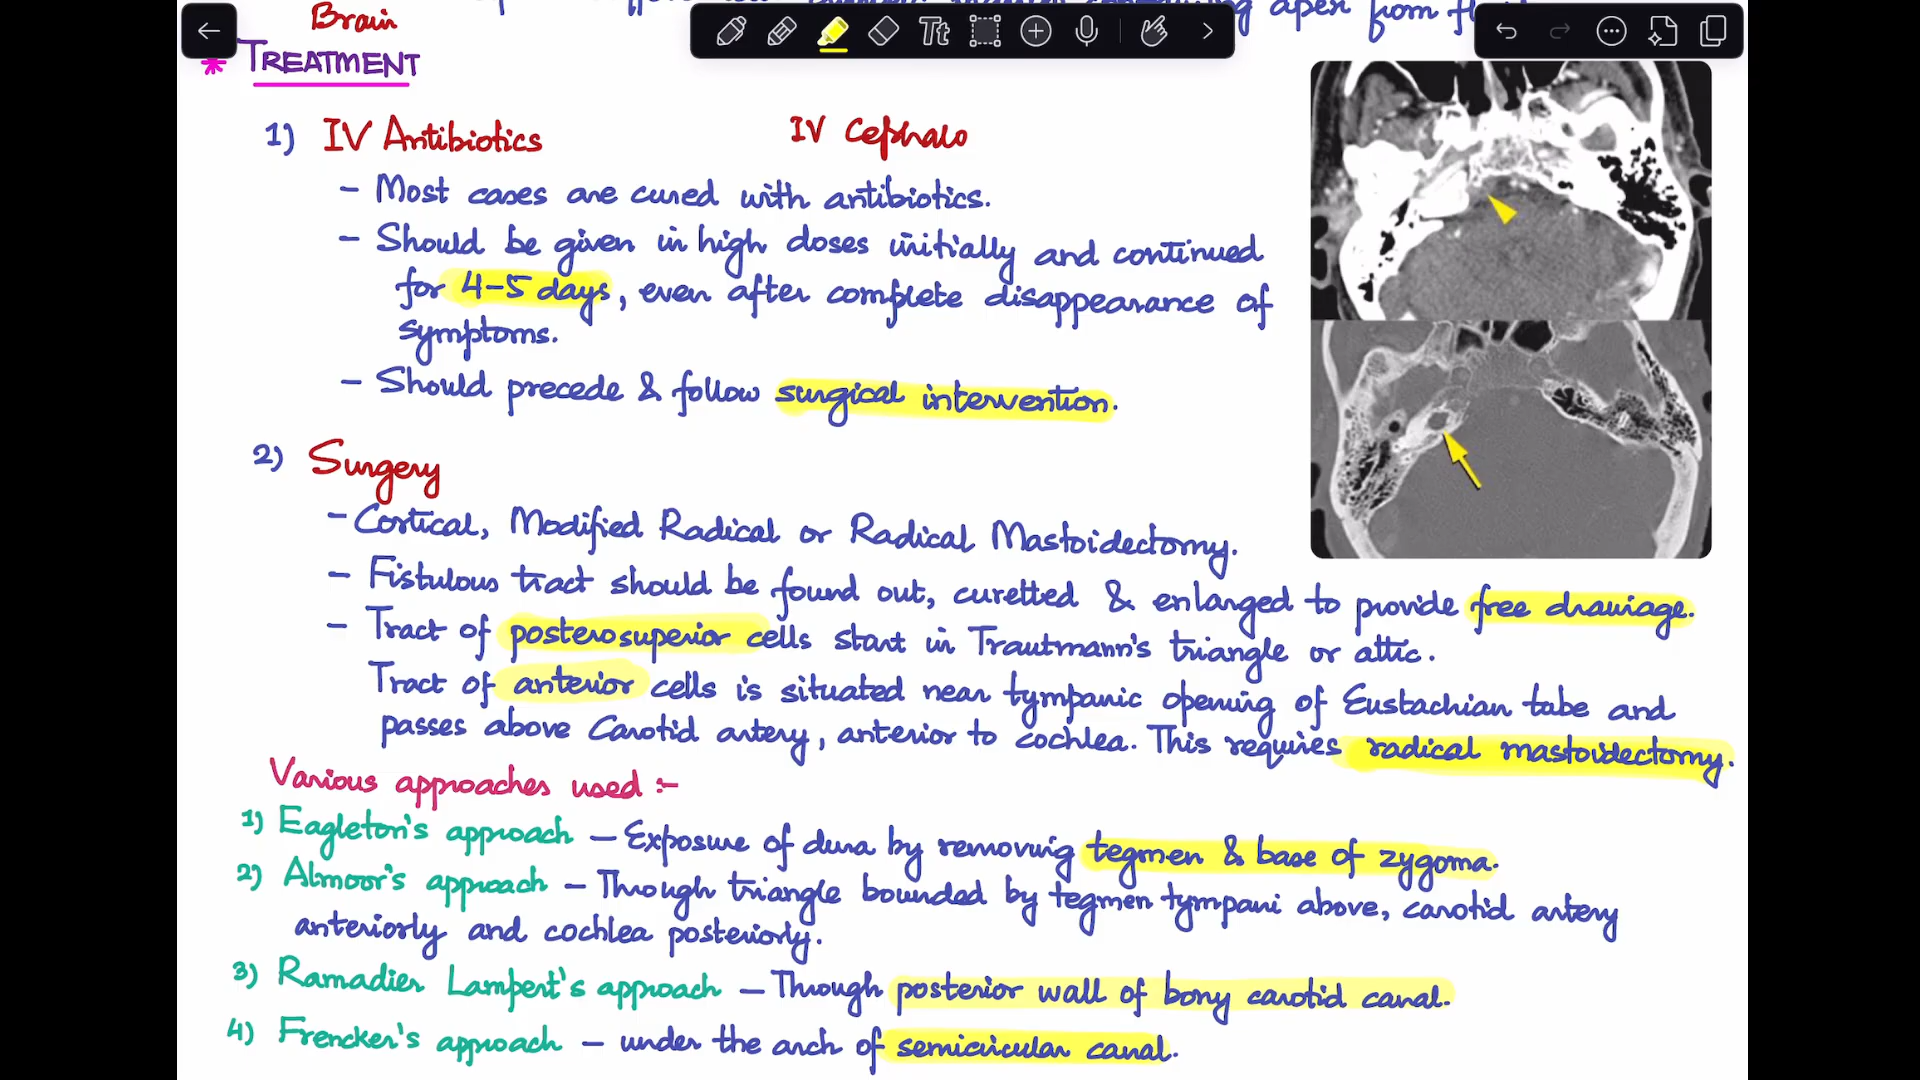 Brain
* TREATMENT
1) IV Antibiotics IV Cephalo
- Most cases are cured with antibiotics.
- Should be given in high doses initially and continued
for 4-5 days, even after complete disappearance of
symptoms.
- Should precede & follow surgical intervention.
2) Surgery
- Cortical, Modified Radical or Radical Mastoidectomy.
- Fistulous tract should be found out, curetted & enlarged to provide free drainage.
- Tract of posterosuperior cells start in Trautmann's triangle or attic.
Tract of anterior cells is situated near tympanic opening of Eustachian tube and
passes above Carotid artery, anterior to cochlea. This requires radical mastoidectomy.
Various approaches used :-
1) Eagleton's approach - Exposure of dura by removing tegmen & base of zygoma.
2) Almoor's approach - Through triangle bounded by tegmen tympani above, carotid artery
anteriorly and cochlea posteriorly.
3) Ramadier Lampert's approach - Through posterior wall of bony carotid canal.
4) Frencker's approach - under the arch of semicircular canal.